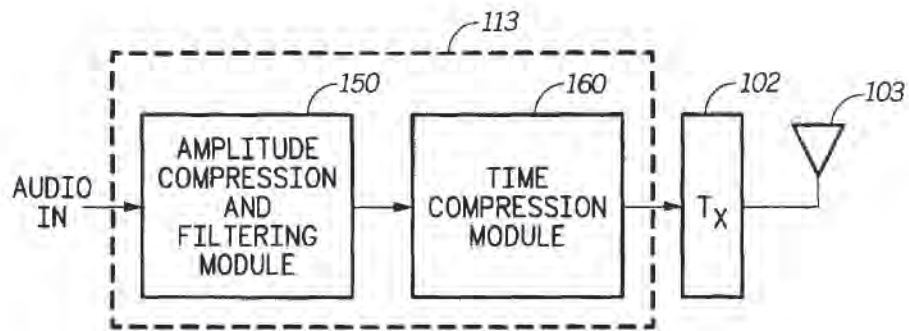 113
150
160
102
103
AUDIO
IN
AMPLITUDE
COMPRESSION
AND
FILTERING
MODULE
TIME
COMPRESSION
MODULE
TX